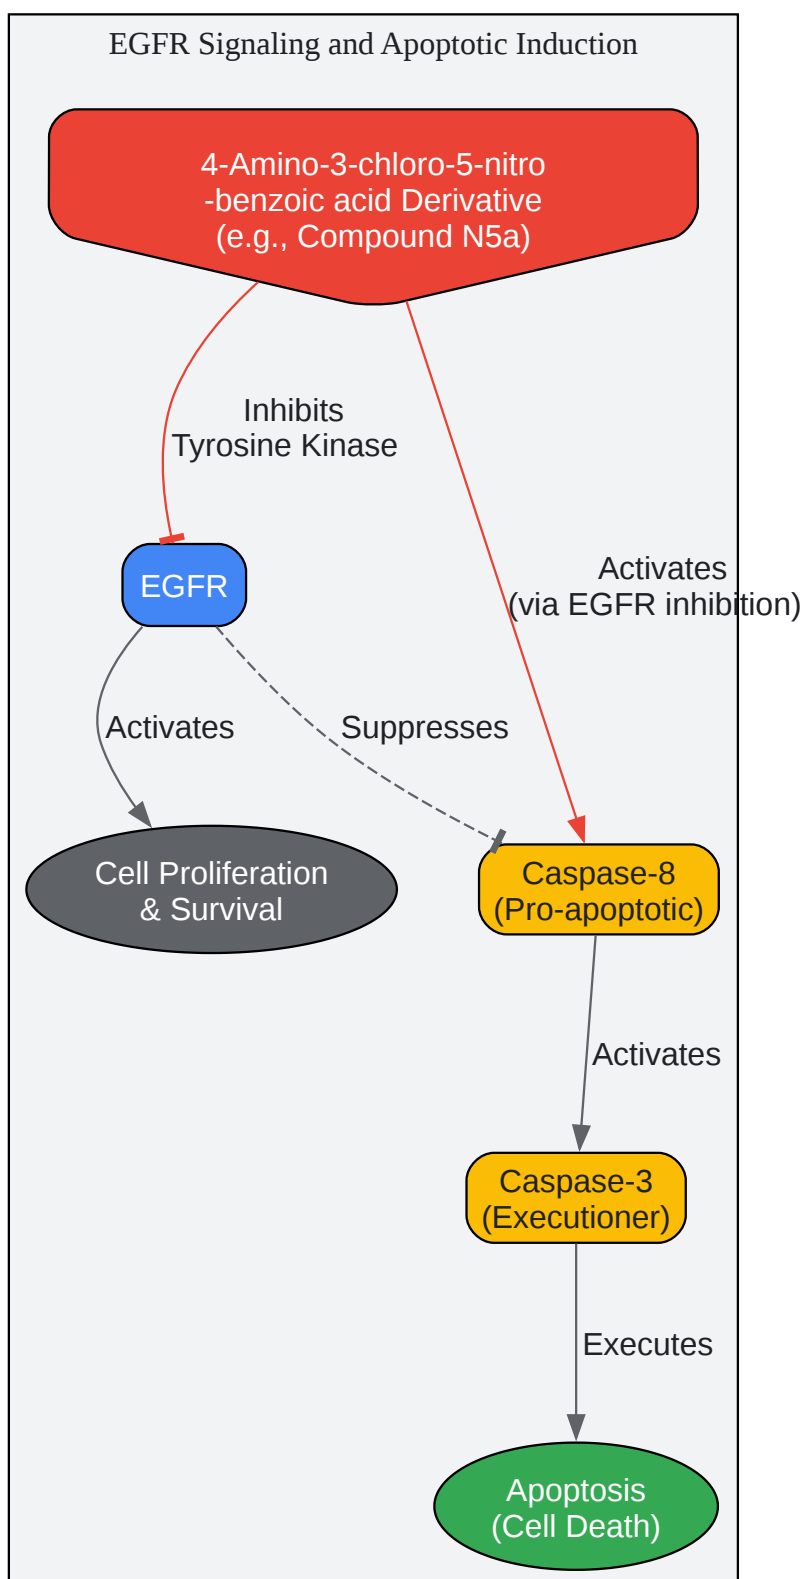 EGFR Signaling and Apoptotic Induction
4-Amino-3-chloro-5-nitro
-benzoic acid Derivative
(e.g., Compound N5a)
Inhibits
Tyrosine Kinase
Activates
(via EGFR inhibition)
EGFR
Activates
Suppresses
Cell Proliferation
& Survival
Caspase-8
(Pro-apoptotic)
Activates
Caspase-3
(Executioner)
Executes
Apoptosis
(Cell Death)